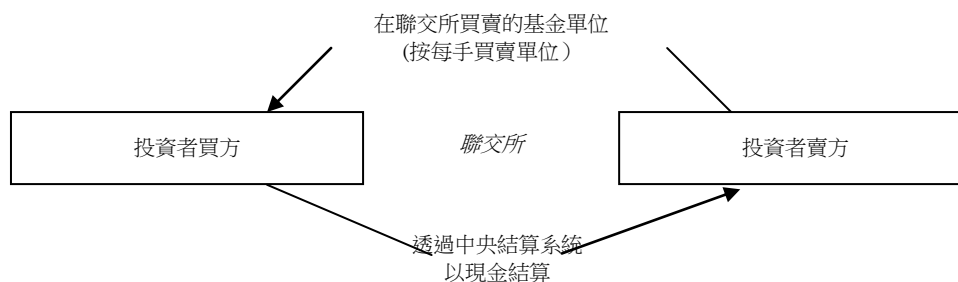 在聯交所買賣的基金單位
(按每手買賣單位）
投資者買方
聯交所
投資者賣方
透過中央結算系統
以現金結算